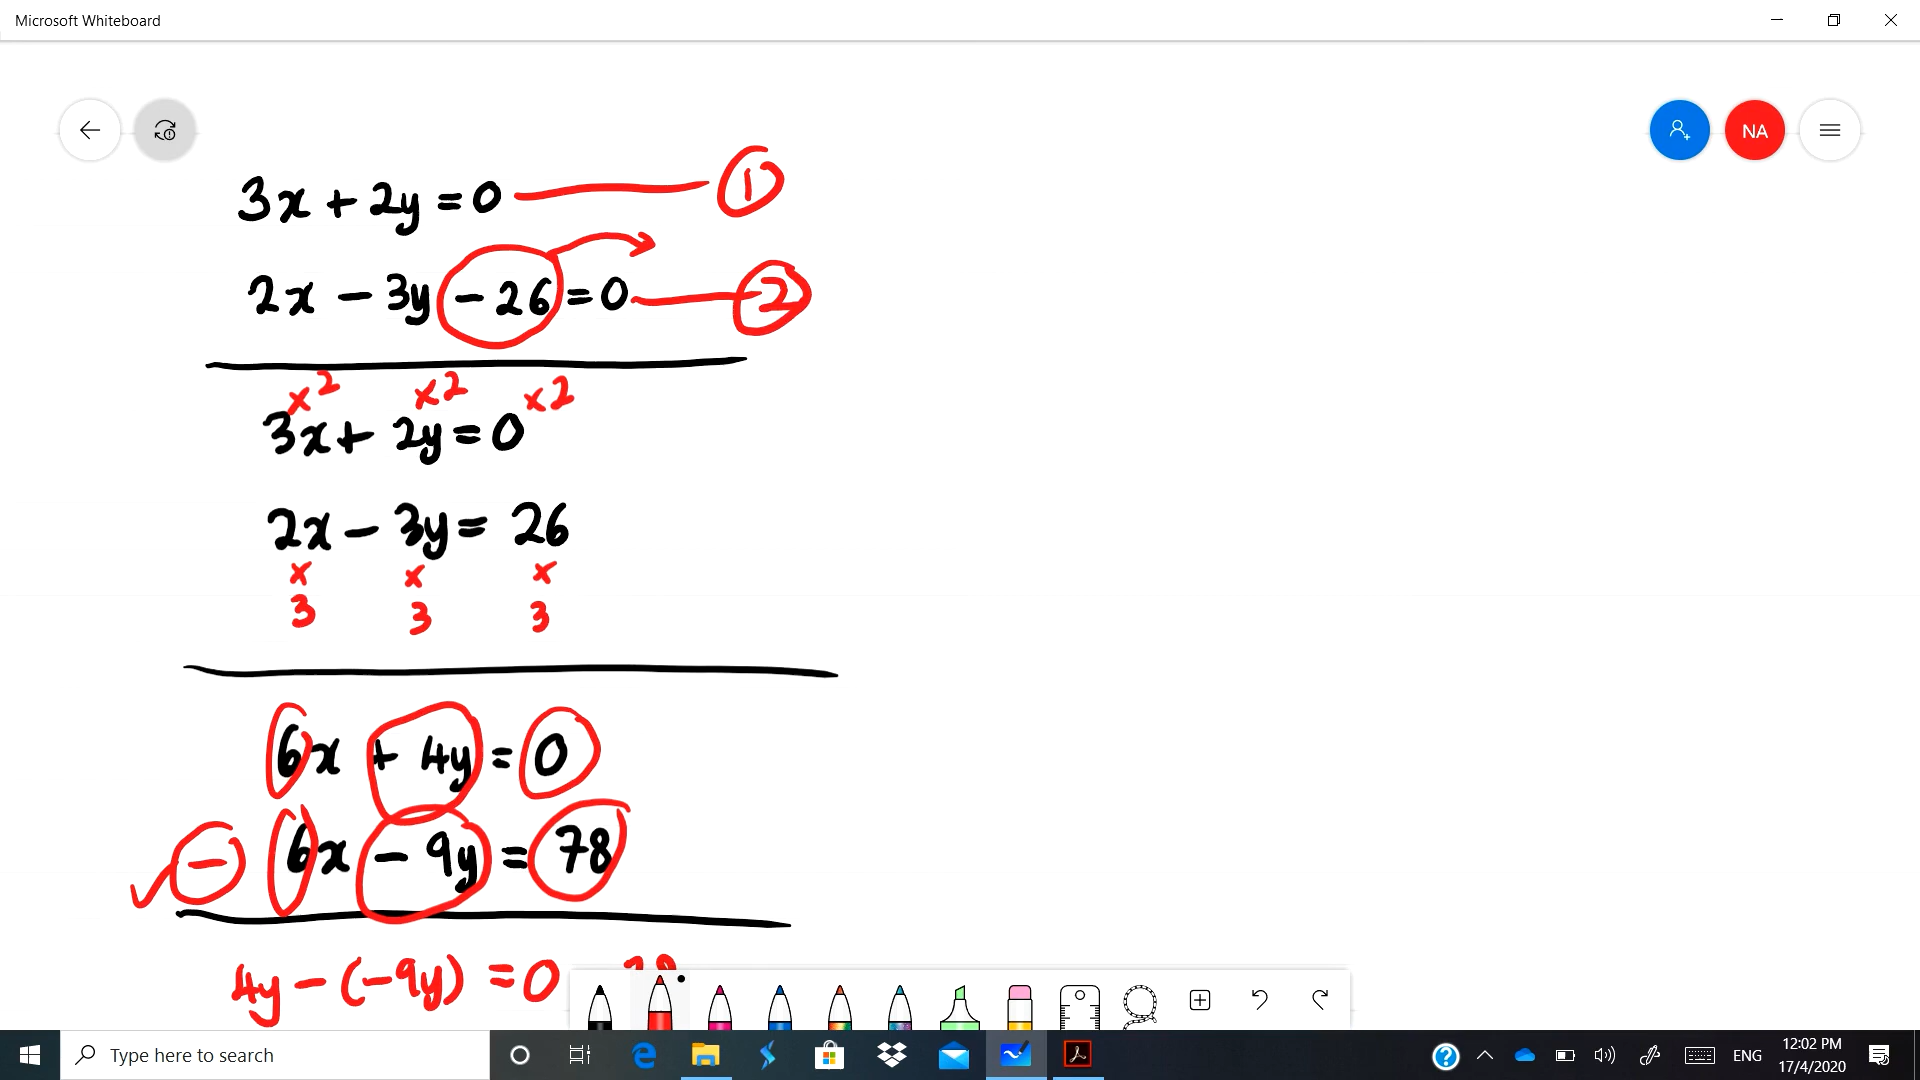 Microsoft Whiteboard
NA
3x + 2y = 0 ——— ①
2x − 3y − 26 = 0 ——— ②
×2 ×2 ×2
3x + 2y = 0
2x − 3y = 26
× × ×
3 3 3
6x + 4y = 0
− 6x − 9y = 78
4y − (−9y) = 0
Type here to search
ENG
12:02 PM
17/4/2020